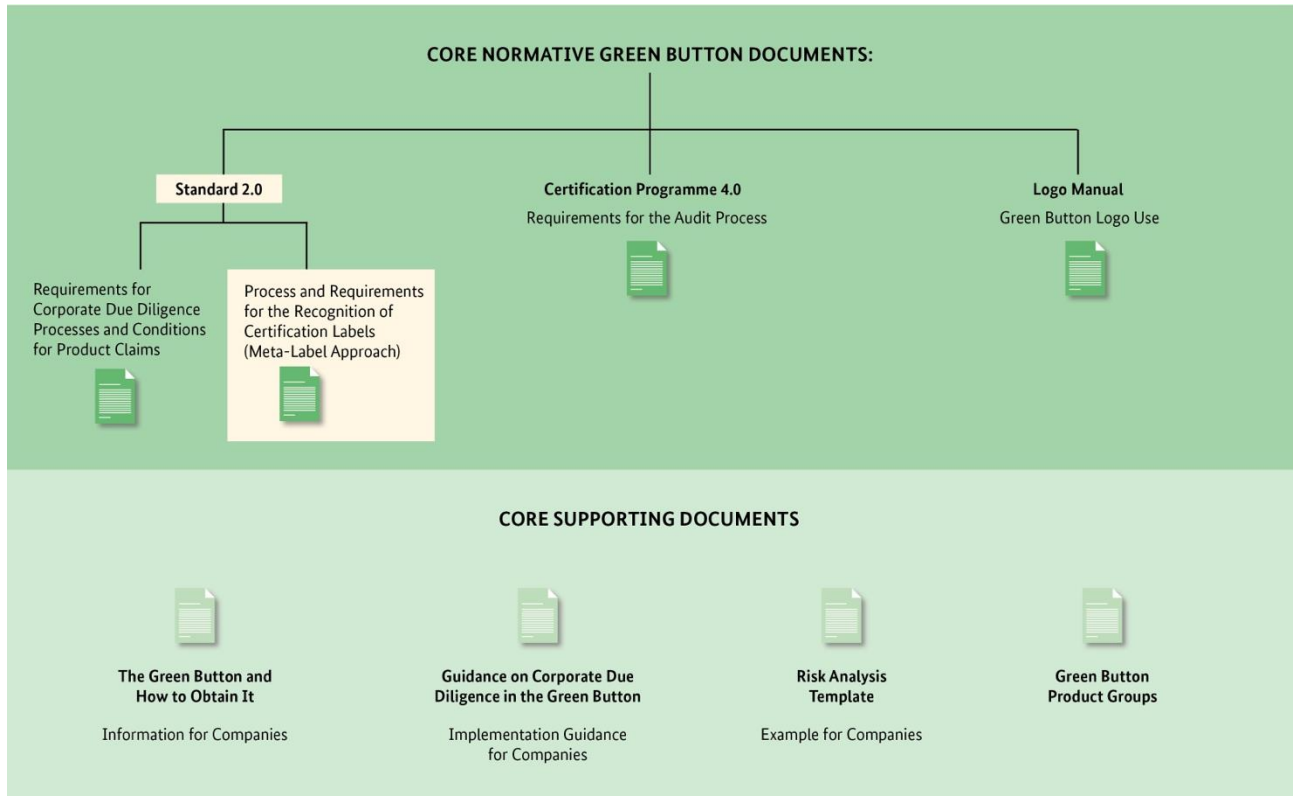 CORE NORMATIVE GREEN BUTTON DOCUMENTS:
Standard 2.0
Requirements for
Corporate Due Diligence
Processes and Conditions
for Product Claims
Process and Requirements
for the Recognition of
Certification Labels
(Meta-Label Approach)
Certification Programme 4.0
Requirements for the Audit Process
Logo Manual
Green Button Logo Use
CORE SUPPORTING DOCUMENTS
The Green Button and
How to Obtain It
Information for Companies
Guidance on Corporate Due
Diligence in the Green Button
Implementation Guidance
for Companies
Risk Analysis
Template
Example for Companies
Green Button
Product Groups